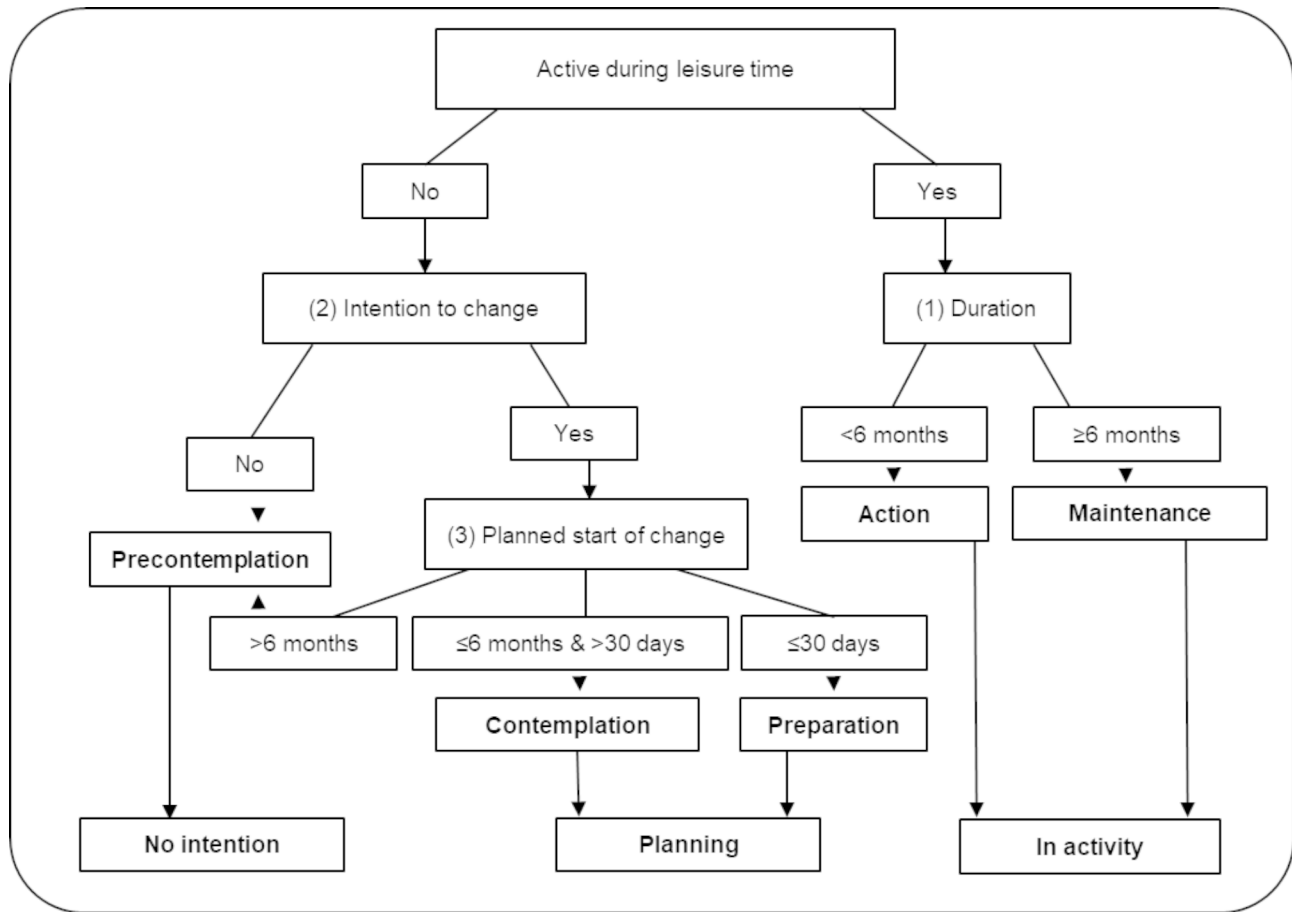 Active during leisure time
No
Yes
(2) Intention to change
(1) Duration
<6 months
≥6 months
Yes
No
Action
Maintenance
(3) Planned start of change
Precontemplation
>6 months
≤6 months & >30 days
≤30 days
Contemplation
Preparation
No intention
Planning
In activity